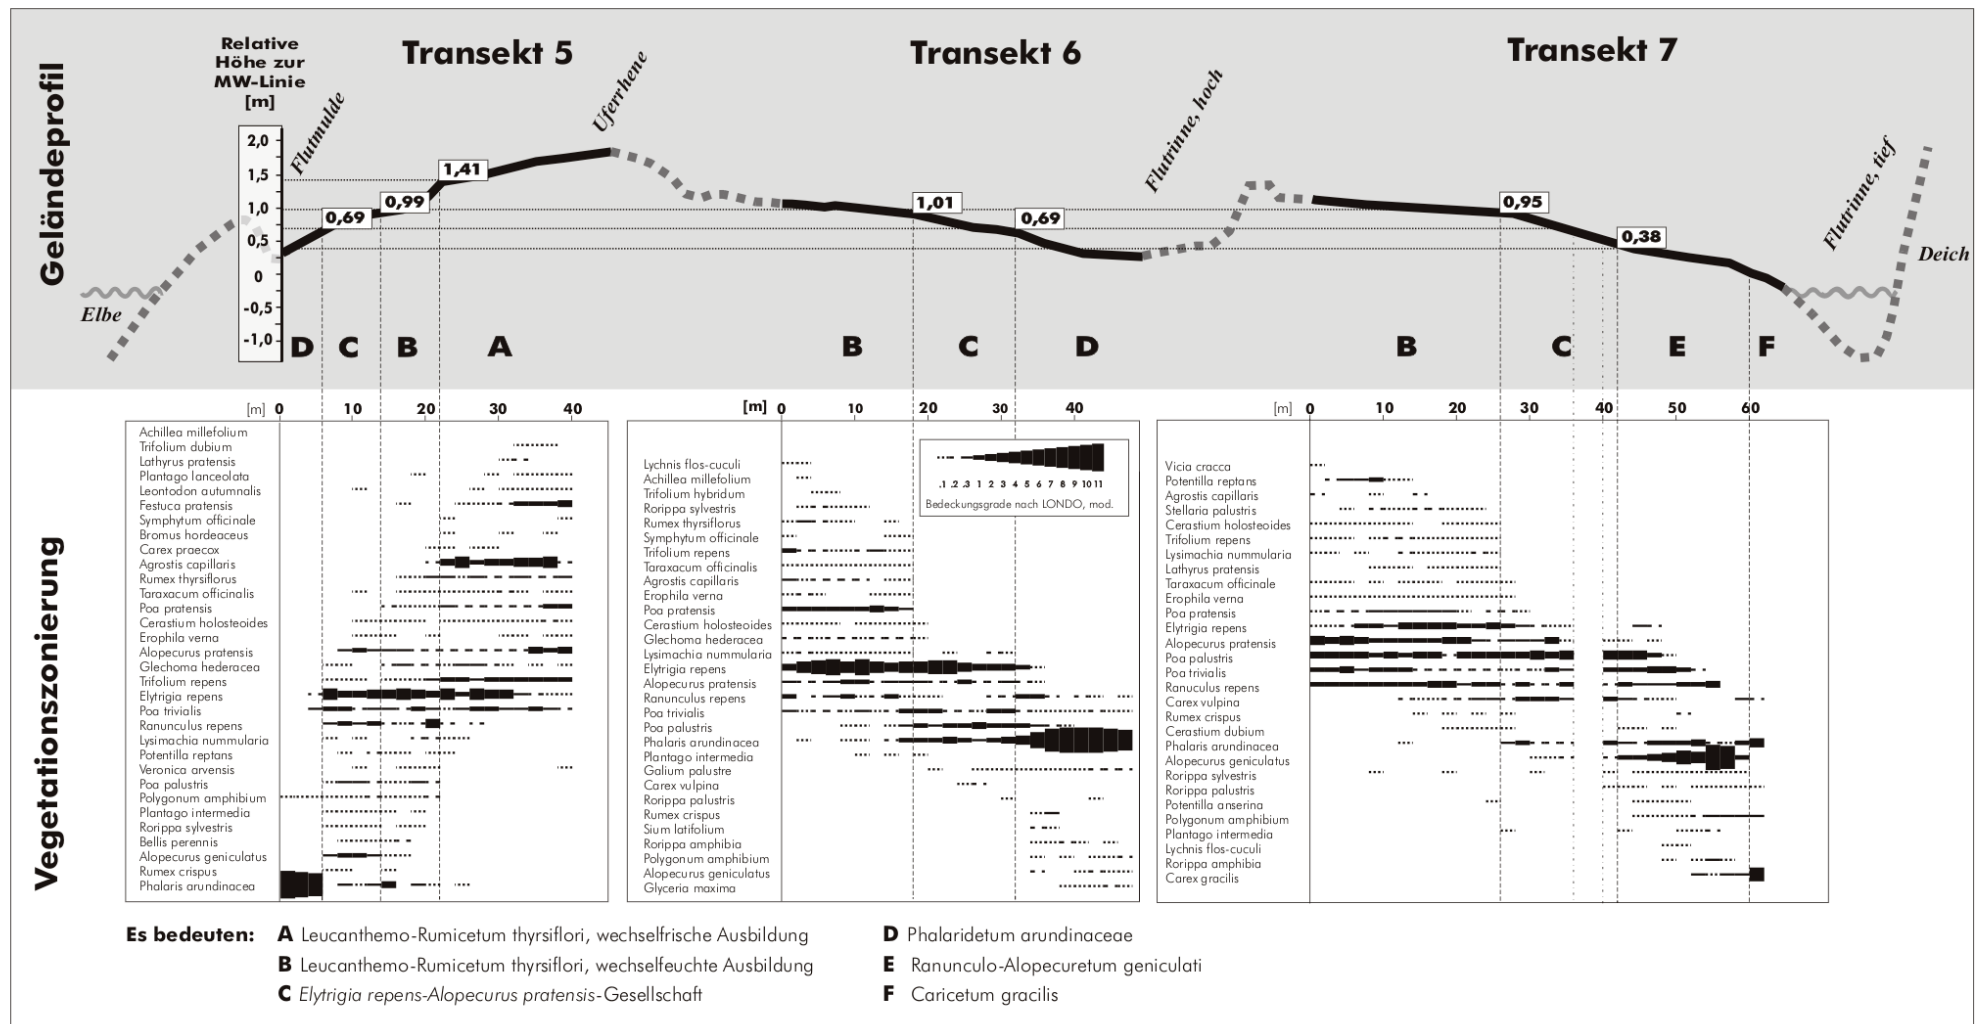 Geländeprofil
Relative
Höhe zur
MW-Linie
[m]
Transekt 5
Transekt 6
Transekt 7
Flutmulde
Uferrhene
Flutrinne, hoch
Flutrinne, tief
Deich
Elbe
2,0
1,5
1,0
0,5
0
-0,5
-1,0
0,69
0,99
1,41
1,01
0,69
0,95
0,38
D C B A
B C D
B C E F
Vegetationszonierung
[m] 0 10 20 30 40
Achillea millefolium
Trifolium dubium
Lathyrus pratensis
Plantago lanceolata
Leontodon autumnalis
Festuca pratensis
Symphytum officinale
Bromus hordeaceus
Carex praecox
Agrostis capillaris
Rumex thyrsiflorus
Taraxacum officinalis
Poa pratensis
Cerastium holosteoides
Erophila verna
Alopecurus pratensis
Glechoma hederacea
Trifolium repens
Elytrigia repens
Poa trivialis
Ranunculus repens
Lysimachia nummularia
Potentilla reptans
Veronica arvensis
Poa palustris
Polygonum amphibium
Plantago intermedia
Rorippa sylvestris
Bellis perennis
Alopecurus geniculatus
Rumex crispus
Phalaris arundinacea
[m] 0 10 20 30 40
Lychnis flos-cuculi
Achillea millefolium
Trifolium hybridum
Rorippa sylvestris
Rumex thyrsiflorus
Symphytum officinale
Trifolium repens
Taraxacum officinalis
Agrostis capillaris
Erophila verna
Poa pratensis
Cerastium holosteoides
Glechoma hederacea
Lysimachia nummularia
Elytrigia repens
Alopecurus pratensis
Ranunculus repens
Poa trivialis
Poa palustris
Phalaris arundinacea
Plantago intermedia
Galium palustre
Carex vulpina
Rorippa palustris
Rumex crispus
Sium latifolium
Rorippa amphibia
Polygonum amphibium
Alopecurus geniculatus
Glyceria maxima
.1 .2 .3 1 2 3 4 5 6 7 8 9 10 11
Bedeckungsgrade nach LONDO, mod.
[m] 0 10 20 30 40 50 60
Vicia cracca
Potentilla reptans
Agrostis capillaris
Stellaria palustris
Cerastium holosteoides
Trifolium repens
Lysimachia nummularia
Lathyrus pratensis
Taraxacum officinale
Erophila verna
Poa pratensis
Elytrigia repens
Alopecurus pratensis
Poa palustris
Poa trivialis
Ranuculus repens
Carex vulpina
Rumex crispus
Cerastium dubium
Phalaris arundinacea
Alopecurus geniculatus
Rorippa sylvestris
Rorippa palustris
Potentilla anserina
Polygonum amphibium
Plantago intermedia
Lychnis flos-cuculi
Rorippa amphibia
Carex gracilis
Es bedeuten:
A Leucanthemo-Rumicetum thyrsiflori, wechselfrische Ausbildung
B Leucanthemo-Rumicetum thyrsiflori, wechselfeuchte Ausbildung
C Elytrigia repens-Alopecurus pratensis-Gesellschaft
D Phalaridetum arundinaceae
E Ranunculo-Alopecuretum geniculati
F Caricetum gracilis